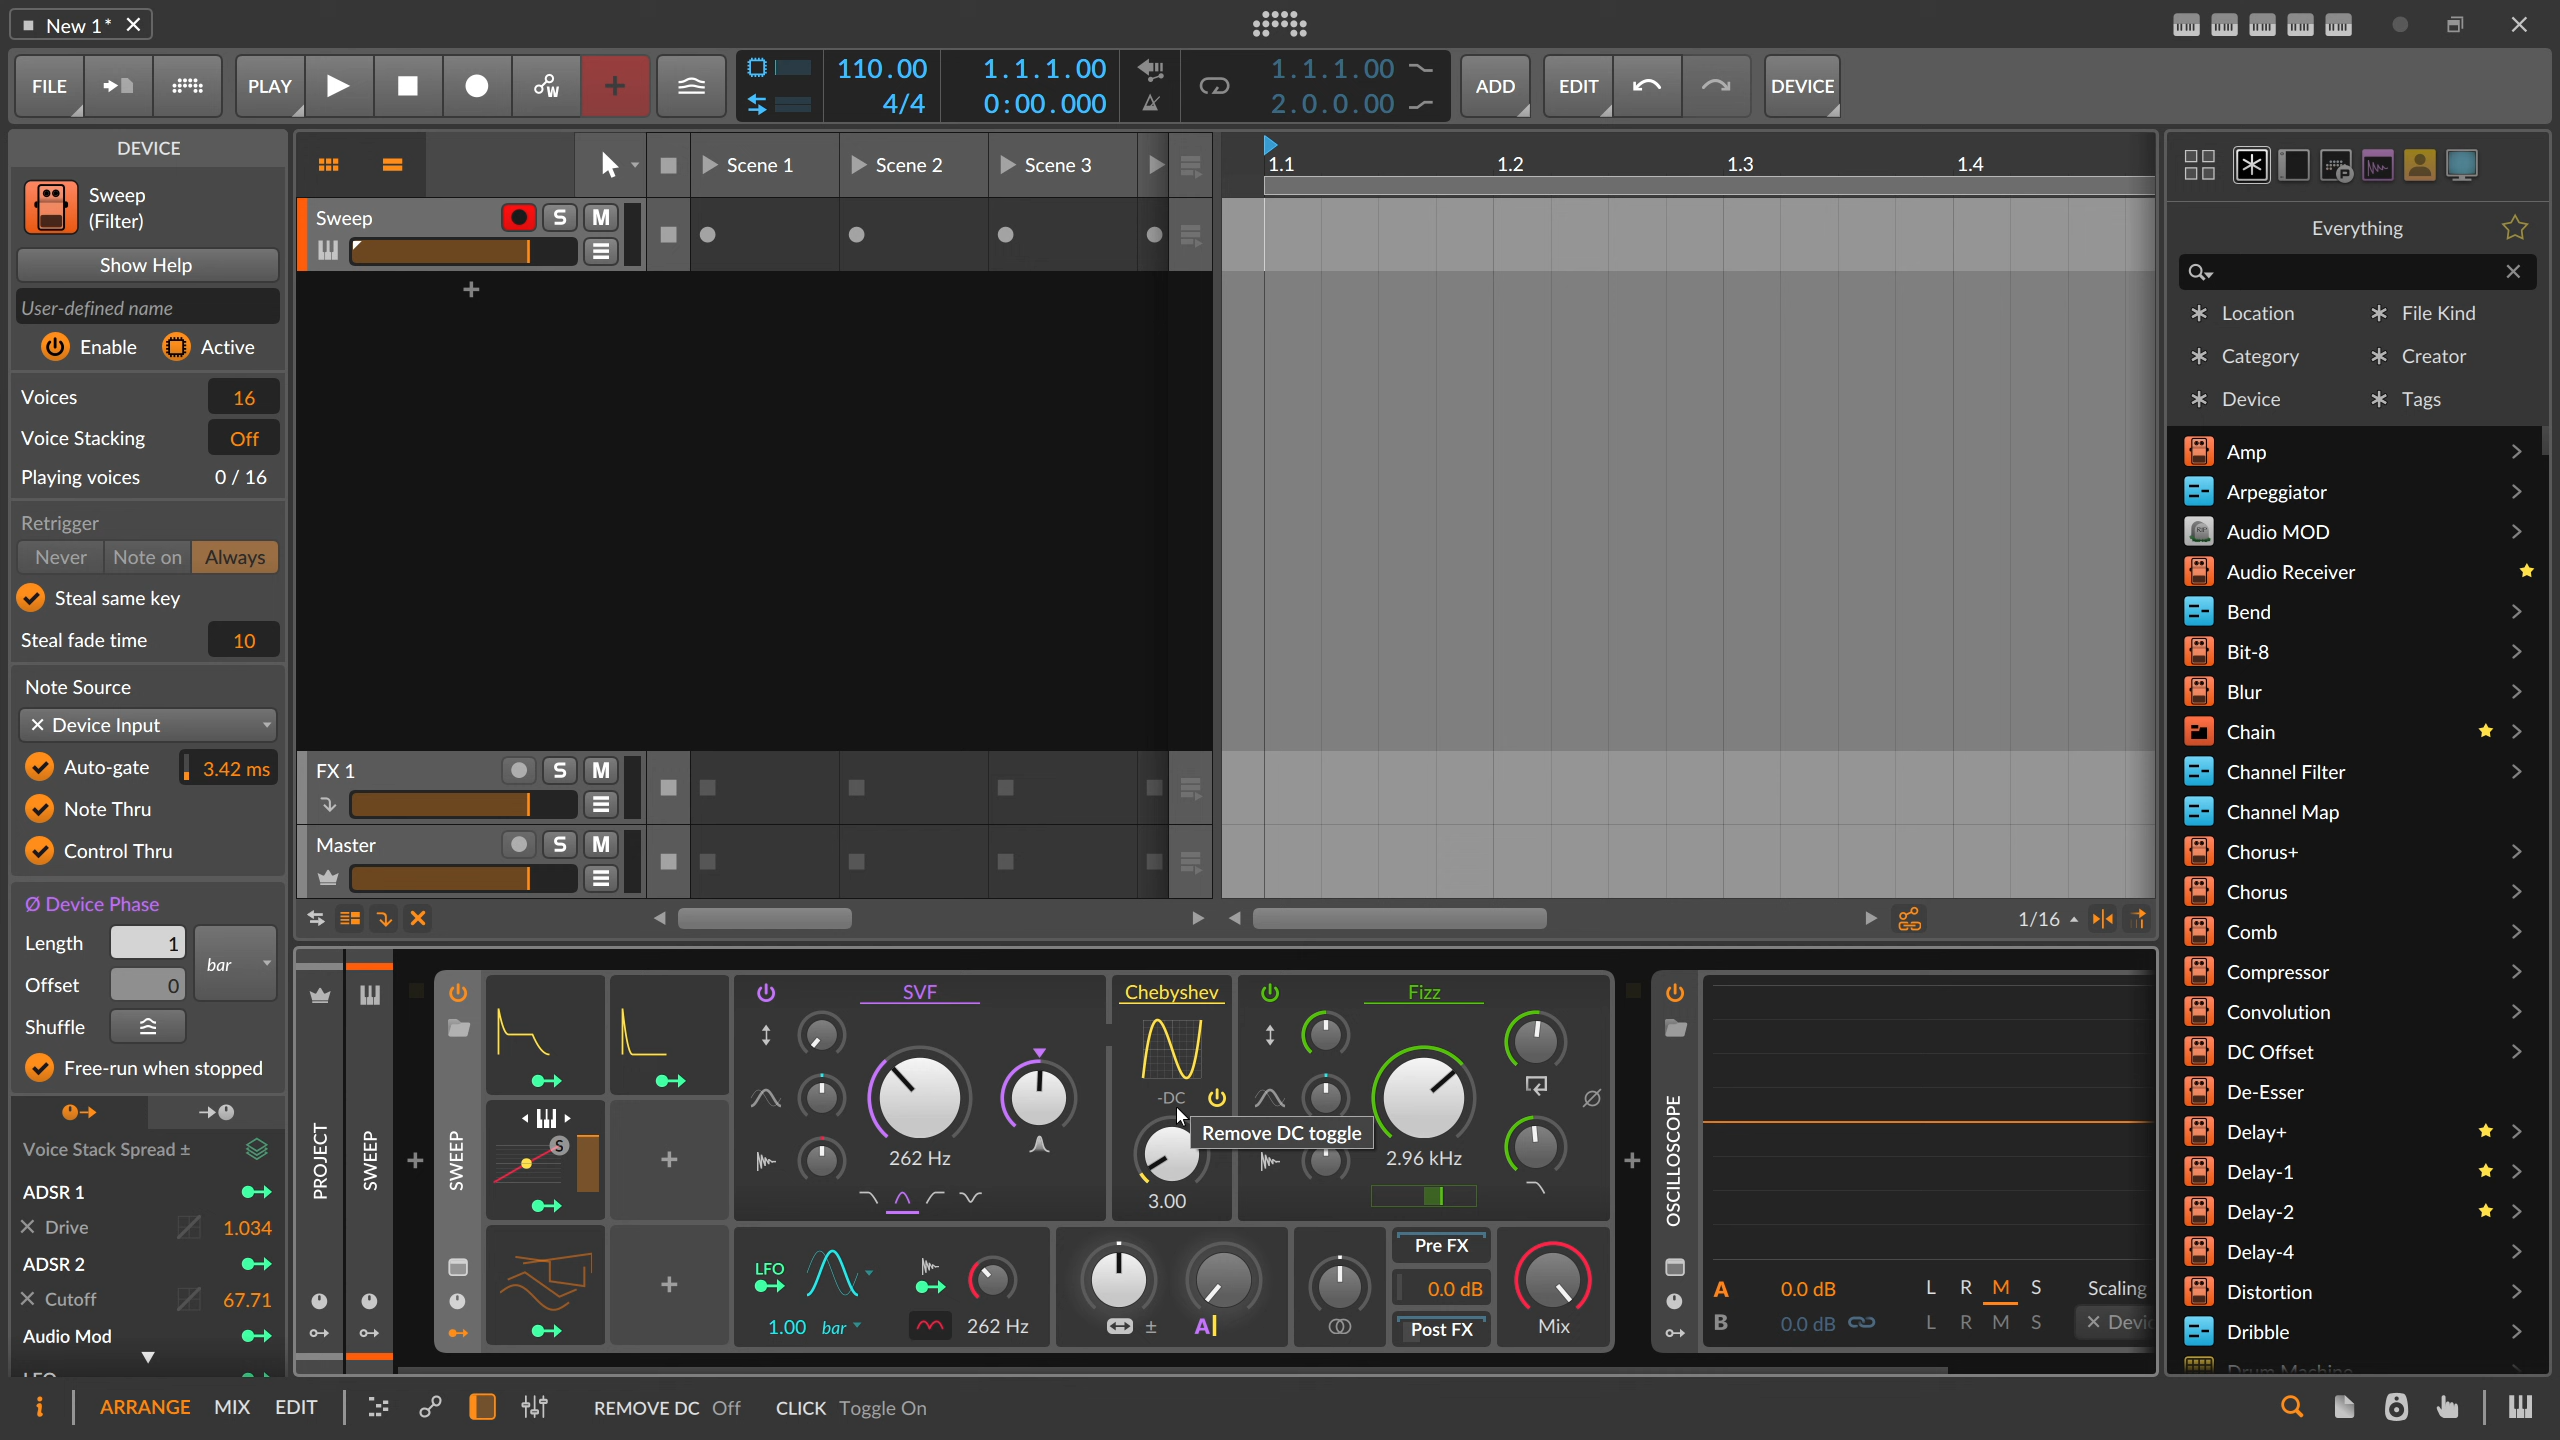 New 1*
FILE
PLAY
W
110.00
4/4
1.1.1.00
0:00.000
1.1.1.00
2.0.0.00
ADD
EDIT
DEVICE
DEVICE
Sweep
(Filter)
Show Help
User-defined name
Enable
Active
Voices 16
Voice Stacking Off
Playing voices 0 / 16
Retrigger
Never Note on Always
Steal same key
Steal fade time 10
Note Source
× Device Input
Auto-gate 3.42 ms
Note Thru
Control Thru
Ø Device Phase
Length 1
bar
Offset 0
Shuffle
Free-run when stopped
Voice Stack Spread ±
ADSR 1
× Drive 1.034
ADSR 2
× Cutoff 67.71
Audio Mod
Scene 1
Scene 2
Scene 3
Sweep S M
FX 1 S M
Master S M
1.1 1.2 1.3 1.4
1/16
PROJECT
SWEEP
SWEEP
S
SVF
262 Hz
Chebyshev
-DC
3.00
Remove DC toggle
Fizz
2.96 kHz
LFO
1.00 bar
262 Hz
±
A
Pre FX
0.0 dB
Post FX
Mix
OSCILLOSCOPE
A 0.0 dB L R M S Scaling
B 0.0 dB L R M S × Devic
Everything
Location File Kind
Category Creator
Device Tags
Amp
Arpeggiator
RIP
Audio MOD
Audio Receiver
Bend
Bit-8
Blur
Chain
Channel Filter
Channel Map
Chorus+
Chorus
Comb
Compressor
Convolution
DC Offset
De-Esser
Delay+
Delay-1
Delay-2
Delay-4
Distortion
Dribble
Drum Machine
i
ARRANGE MIX EDIT
REMOVE DC Off CLICK Toggle On